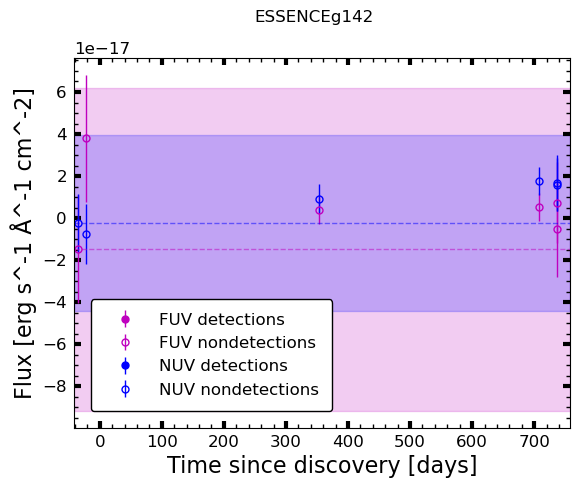 ESSENCEg142
1e−17
Flux [erg s^-1 Å^-1 cm^-2]
6
4
2
0
−2
−4
−6
−8
FUV detections
FUV nondetections
NUV detections
NUV nondetections
0 100 200 300 400 500 600 700
Time since discovery [days]